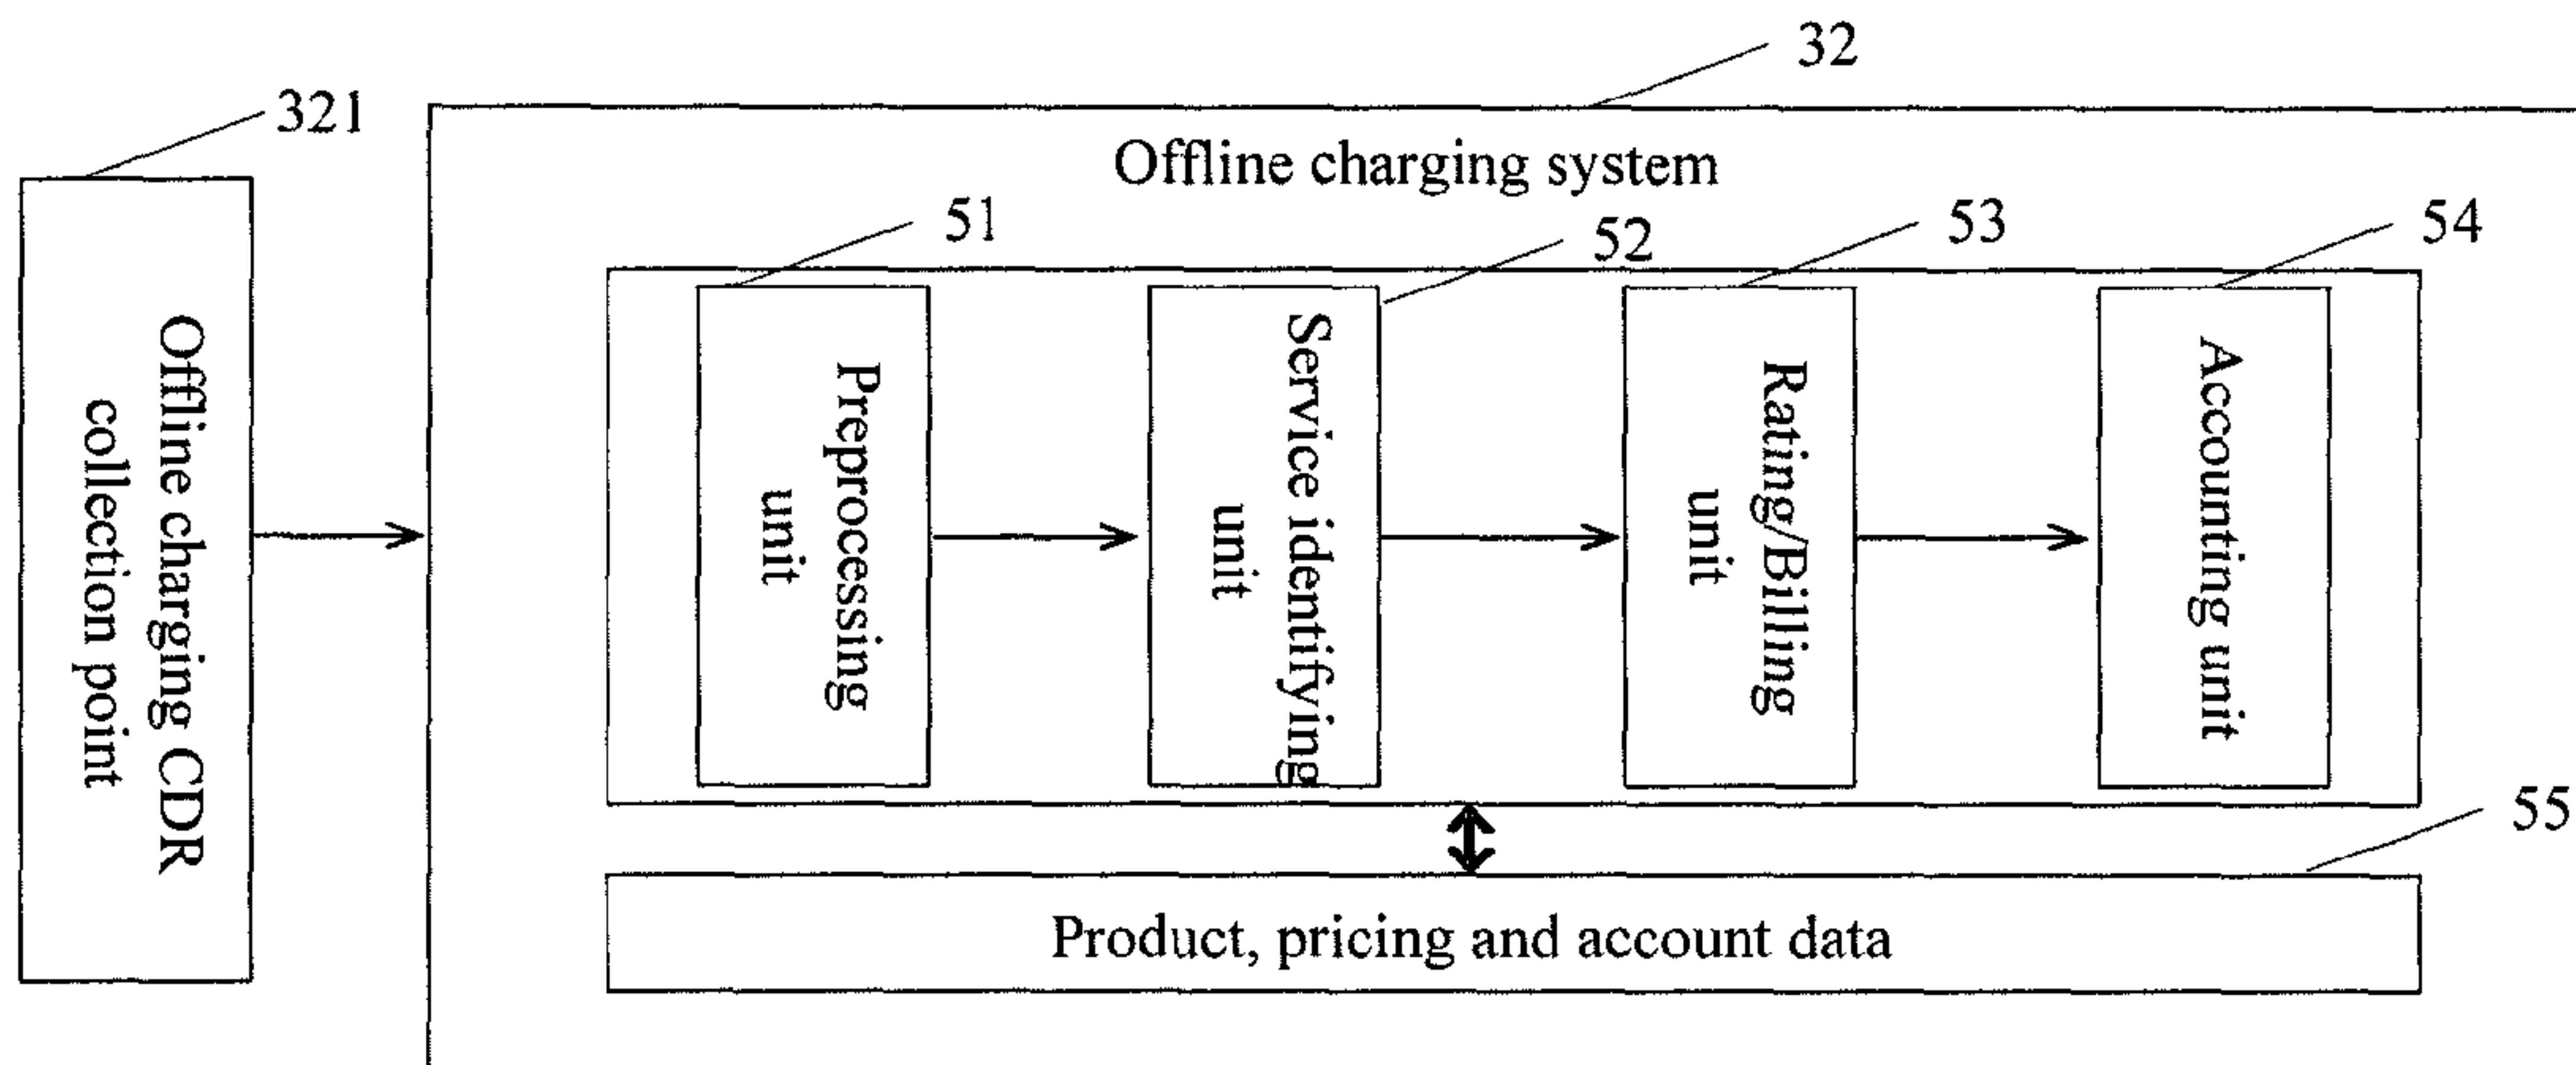 32
321
Offline charging system
51
52
53
54
Offline charging CDR
collection point
Preprocessing
unit
Service identifying
unit
Rating/Billing
unit
Accounting unit
55
Product, pricing and account data